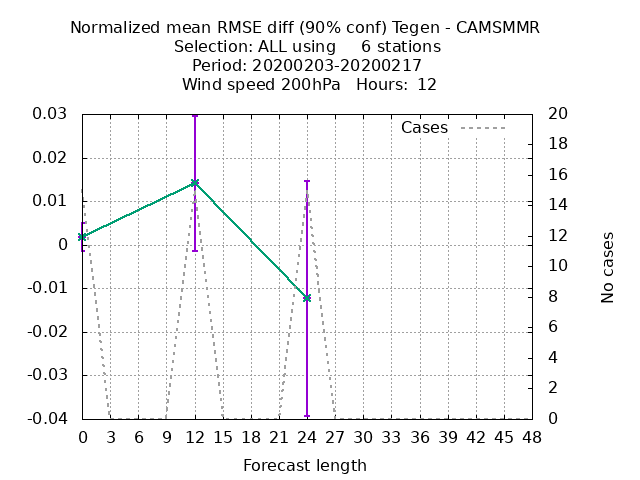 Normalized mean RMSE diff (90% conf) Tegen - CAMSMMR
Selection: ALL using 6 stations
Period: 20200203-20200217
Wind speed 200hPa Hours: 12
Cases
0.03
0.02
0.01
0
-0.01
-0.02
-0.03
-0.04
20
18
16
14
12
10
8
6
4
2
0
No cases
0 3 6 9 12 15 18 21 24 27 30 33 36 39 42 45 48
Forecast length